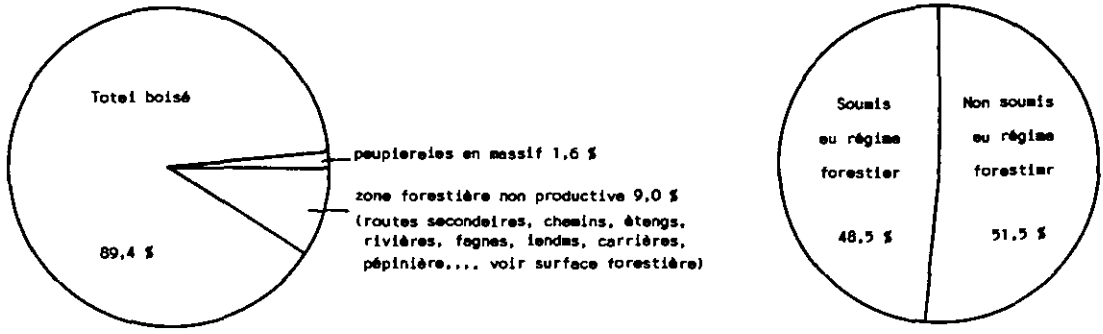 Total boisé
89,4 %
peupleraies en massif 1,6 %
zone forestière non productive 9,0 %
(routes secondaires, chemins, étangs,
rivières, fagnes, landes, carrières,
pépinière,... voir surface forestière)
Soumis
au régime
forestier
48,5 %
Non soumis
au régime
forestier
51,5 %